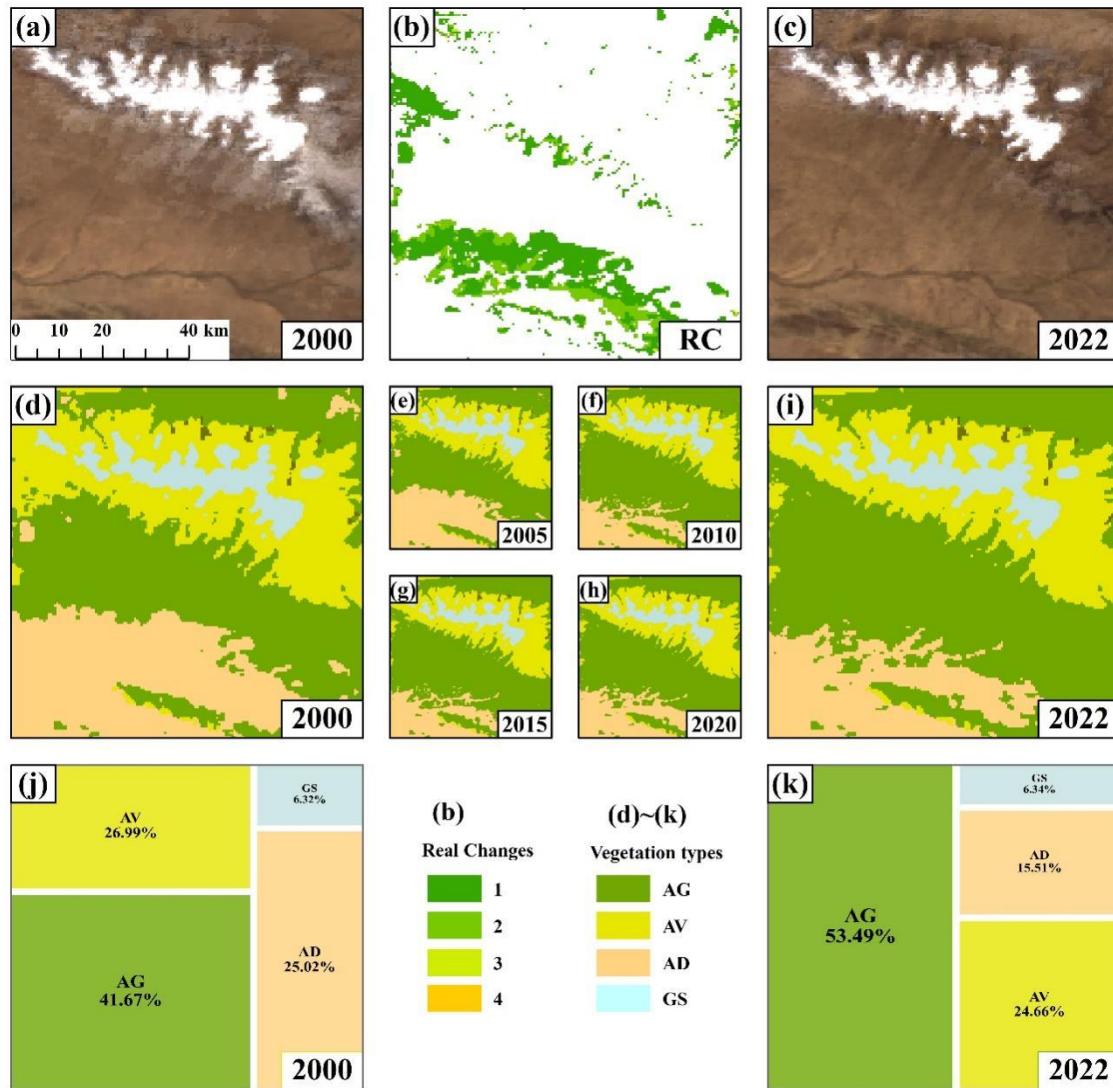 (a)
(b)
(c)
0 10 20 40 km
2000
RC
2022
(d)
(e)
(f)
(i)
2005
2010
(g)
(h)
2000
2015
2020
2022
(j)
AV
26.99%
GS
6.32%
AG
41.67%
AD
25.02%
2000
(b)
Real Changes
1
2
3
4
(d)~(k)
Vegetation types
AG
AV
AD
GS
(k)
AG
53.49%
GS
6.34%
AD
15.51%
AV
24.66%
2022